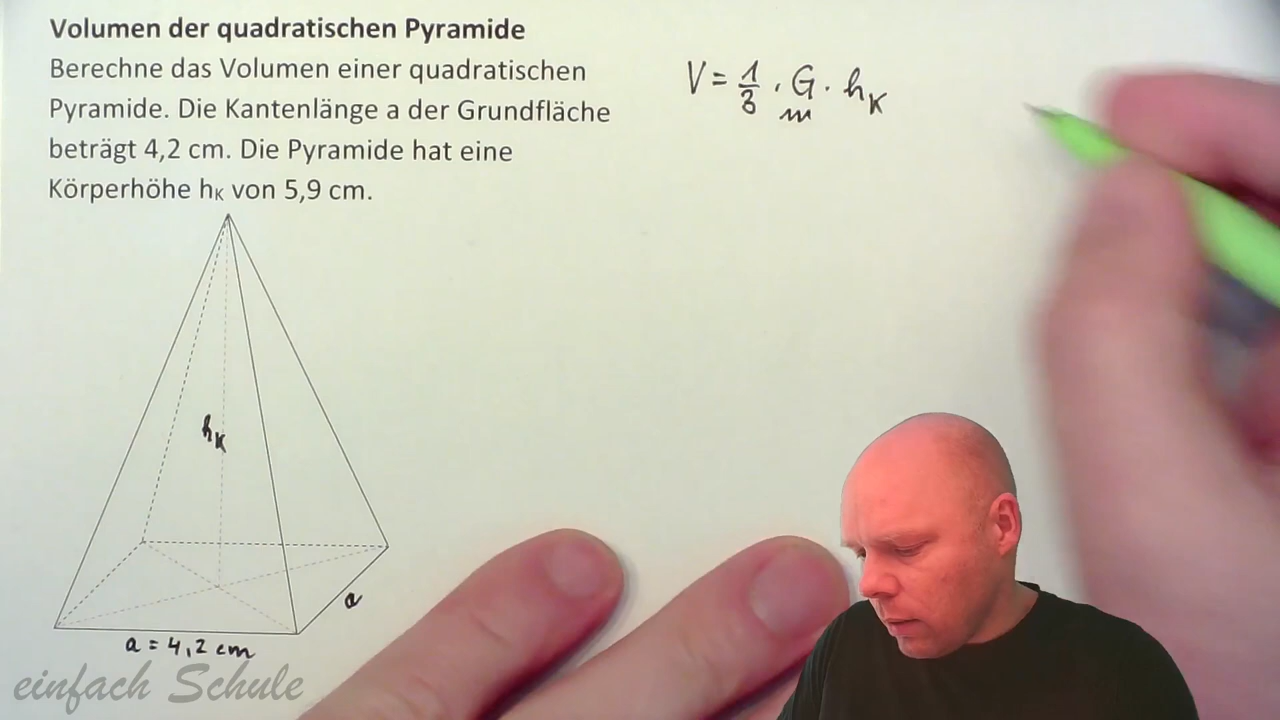 Volumen der quadratischen Pyramide
Berechne das Volumen einer quadratischen
Pyramide. Die Kantenlänge a der Grundfläche
beträgt 4,2 cm. Die Pyramide hat eine
Körperhöhe hK von 5,9 cm.
V = 1/3 · G · hK
hK
a
a = 4,2 cm
einfach Schule